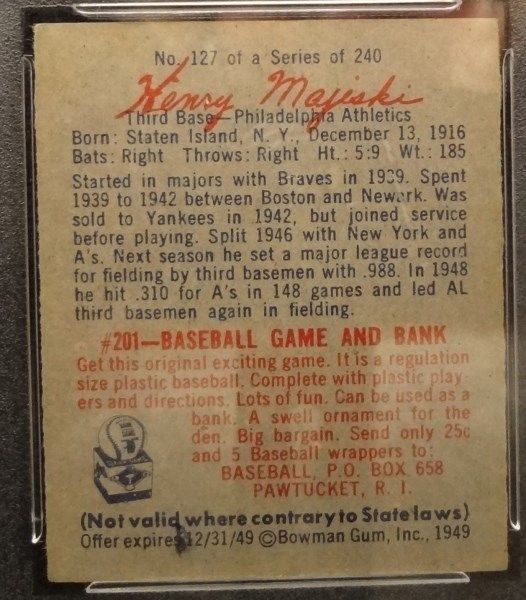 No. 127 of a Series of 240
Henry Majeski
Third Base—Philadelphia Athletics
Born: Staten Island, N. Y., December 13, 1916
Bats: Right Throws: Right Ht.: 5:9 Wt.: 185
Started in majors with Braves in 1939. Spent
1939 to 1942 between Boston and Newark. Was
sold to Yankees in 1942, but joined service
before playing. Split 1946 with New York and
A's. Next season he set a major league record
for fielding by third basemen with .988. In 1948
he hit .310 for A's in 148 games and led AL
third basemen again in fielding.
#201—BASEBALL GAME AND BANK
Get this original exciting game. It is a regulation
size plastic baseball. Complete with plastic play-
ers and directions. Lots of fun. Can be used as a
bank. A swell ornament for the
den. Big bargain. Send only 25c
and 5 Baseball wrappers to:
BASEBALL, P.O. BOX 658
PAWTUCKET, R. I.
(Not valid where contrary to State laws)
Offer expires 12/31/49 ©Bowman Gum, Inc., 1949